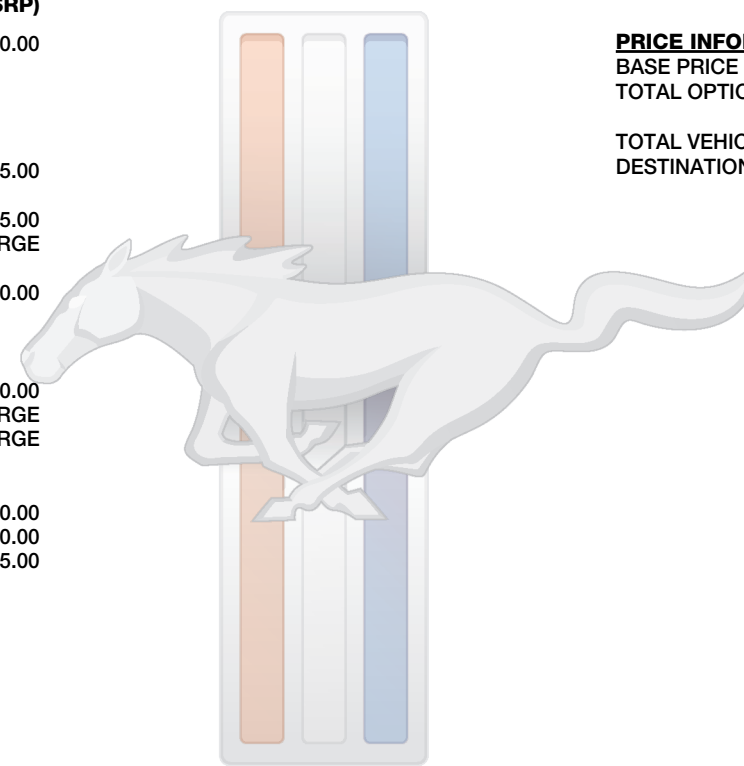 SRP)
0.00
5.00
5.00
RGE
0.00
0.00
RGE
RGE
0.00
0.00
5.00
PRICE INFO
BASE PRICE
TOTAL OPTIO
TOTAL VEHIC
DESTINATION